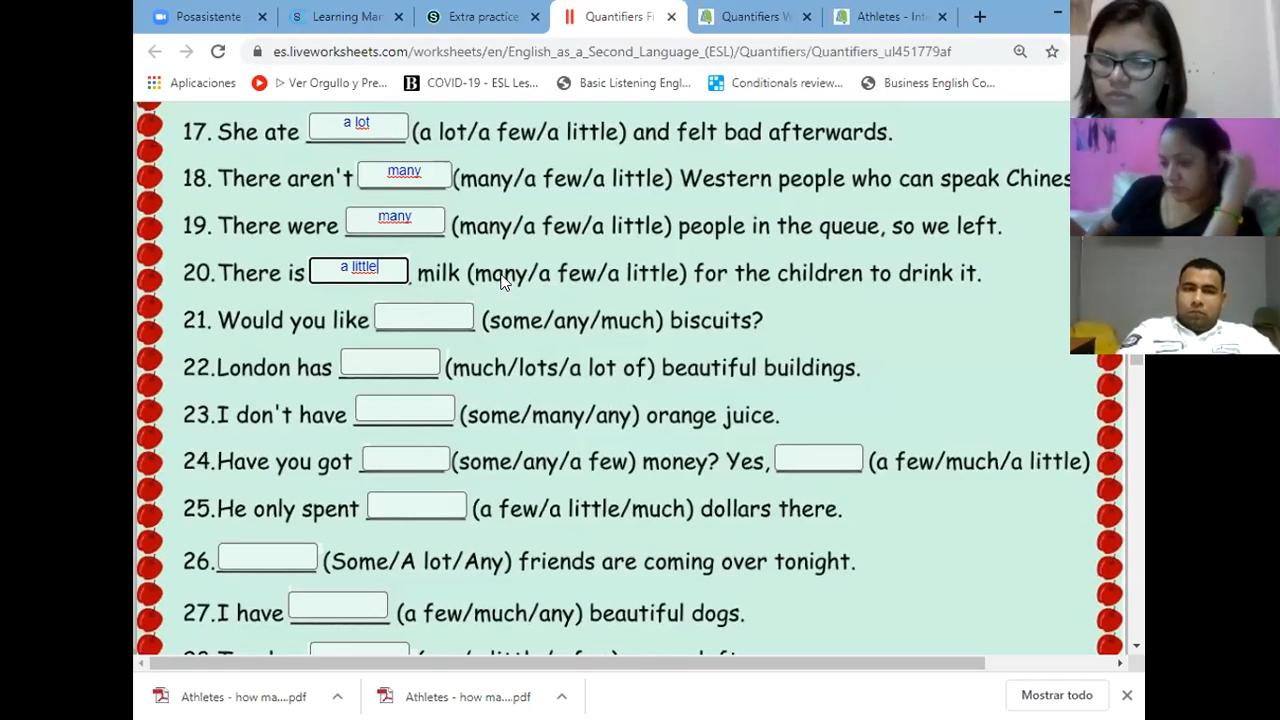 Posasistente
Learning Mar
Extra practice
Quantifiers Fi
Quantifiers W
Athletes - Int
es.liveworksheets.com/worksheets/en/English_as_a_Second_Language_(ESL)/Quantifiers/Quantifiers_ul451779af
Aplicaciones
▷ Ver Orgullo y Pre...
COVID-19 - ESL Les...
Basic Listening Engl...
Conditionals review...
Business English Co...
17. She ate a lot (a lot/a few/a little) and felt bad afterwards.
18. There aren't many (many/a few/a little) Western people who can speak Chines
19. There were many (many/a few/a little) people in the queue, so we left.
20.There is a little milk (many/a few/a little) for the children to drink it.
21. Would you like (some/any/much) biscuits?
22.London has (much/lots/a lot of) beautiful buildings.
23.I don't have (some/many/any) orange juice.
24.Have you got (some/any/a few) money? Yes, (a few/much/a little)
25.He only spent (a few/a little/much) dollars there.
26. (Some/A lot/Any) friends are coming over tonight.
27.I have (a few/much/any) beautiful dogs.
Athletes - how ma....pdf
Athletes - how ma....pdf
Mostrar todo